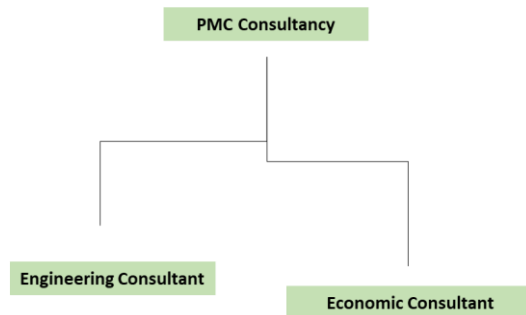 PMC Consultancy
Engineering Consultant
Economic Consultant